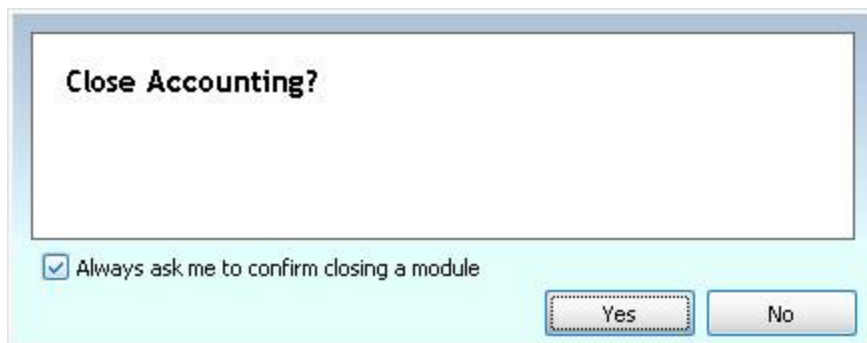 Close Accounting?
Always ask me to confirm closing a module
Yes No